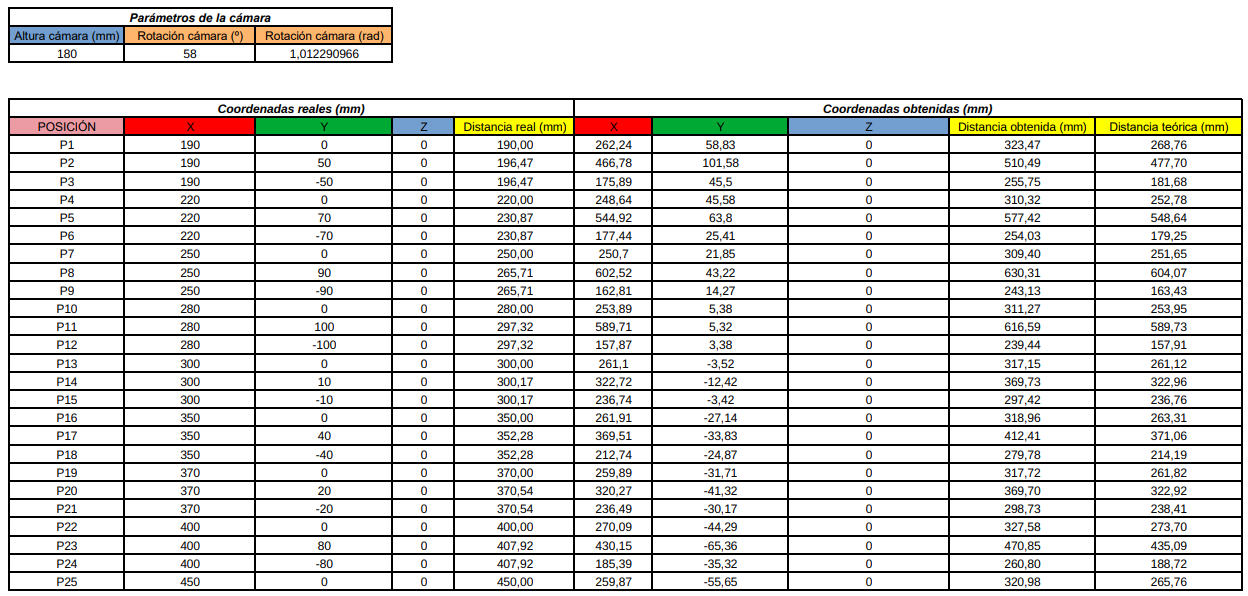 Parámetros de la cámara
Altura cámara (mm) Rotación cámara (º) Rotación cámara (rad)
180 58 1,012290966
Coordenadas reales (mm) Coordenadas obtenidas (mm)
POSICIÓN X Y Z Distancia real (mm) X Y Z Distancia obtenida (mm) Distancia teórica (mm)
P1 190 0 0 190,00 262,24 58,83 0 323,47 268,76
P2 190 50 0 196,47 466,78 101,58 0 510,49 477,70
P3 190 -50 0 196,47 175,89 45,5 0 255,75 181,68
P4 220 0 0 220,00 248,64 45,58 0 310,32 252,78
P5 220 70 0 230,87 544,92 63,8 0 577,42 548,64
P6 220 -70 0 230,87 177,44 25,41 0 254,03 179,25
P7 250 0 0 250,00 250,7 21,85 0 309,40 251,65
P8 250 90 0 265,71 602,52 43,22 0 630,31 604,07
P9 250 -90 0 265,71 162,81 14,27 0 243,13 163,43
P10 280 0 0 280,00 253,89 5,38 0 311,27 253,95
P11 280 100 0 297,32 589,71 5,32 0 616,59 589,73
P12 280 -100 0 297,32 157,87 3,38 0 239,44 157,91
P13 300 0 0 300,00 261,1 -3,52 0 317,15 261,12
P14 300 10 0 300,17 322,72 -12,42 0 369,73 322,96
P15 300 -10 0 300,17 236,74 -3,42 0 297,42 236,76
P16 350 0 0 350,00 261,91 -27,14 0 318,96 263,31
P17 350 40 0 352,28 369,51 -33,83 0 412,41 371,06
P18 350 -40 0 352,28 212,74 -24,87 0 279,78 214,19
P19 370 0 0 370,00 259,89 -31,71 0 317,72 261,82
P20 370 20 0 370,54 320,27 -41,32 0 369,70 322,92
P21 370 -20 0 370,54 236,49 -30,17 0 298,73 238,41
P22 400 0 0 400,00 270,09 -44,29 0 327,58 273,70
P23 400 80 0 407,92 430,15 -65,36 0 470,85 435,09
P24 400 -80 0 407,92 185,39 -35,32 0 260,80 188,72
P25 450 0 0 450,00 259,87 -55,65 0 320,98 265,76